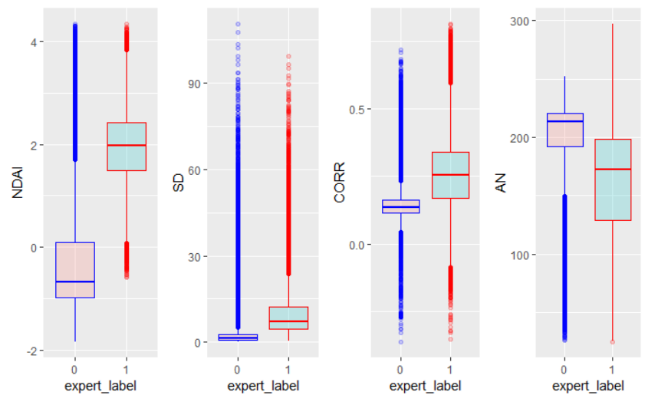 NDAI
4
2
0
-2
0 1
expert_label
SD
90
60
30
0
0 1
expert_label
CORR
0.5
0.0
0 1
expert_label
AN
300
200
100
0 1
expert_label